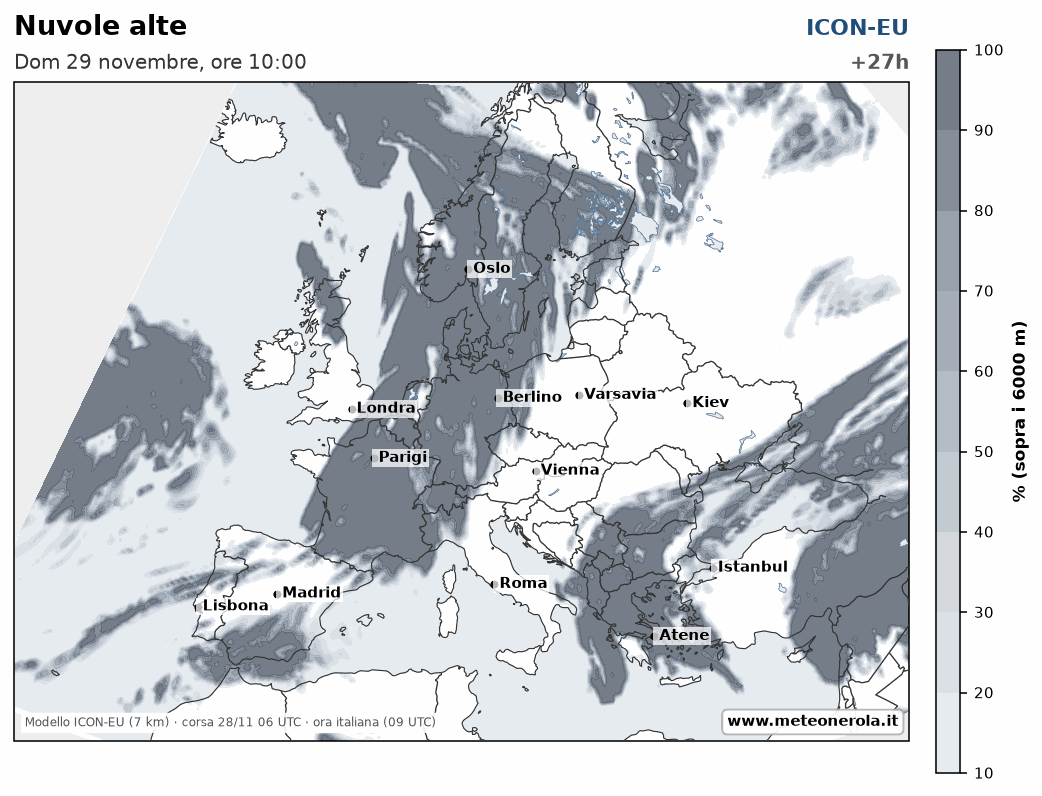 Nuvole alte
ICON-EU
Dom 29 novembre, ore 10:00
+27h
100
90
80
70
60
50
40
30
20
10
% (sopra i 6000 m)
Oslo
Londra
Berlino
Varsavia
Kiev
Parigi
Vienna
Istanbul
Roma
Madrid
Lisbona
Atene
Modello ICON-EU (7 km) · corsa 28/11 06 UTC · ora italiana (09 UTC)
www.meteonerola.it